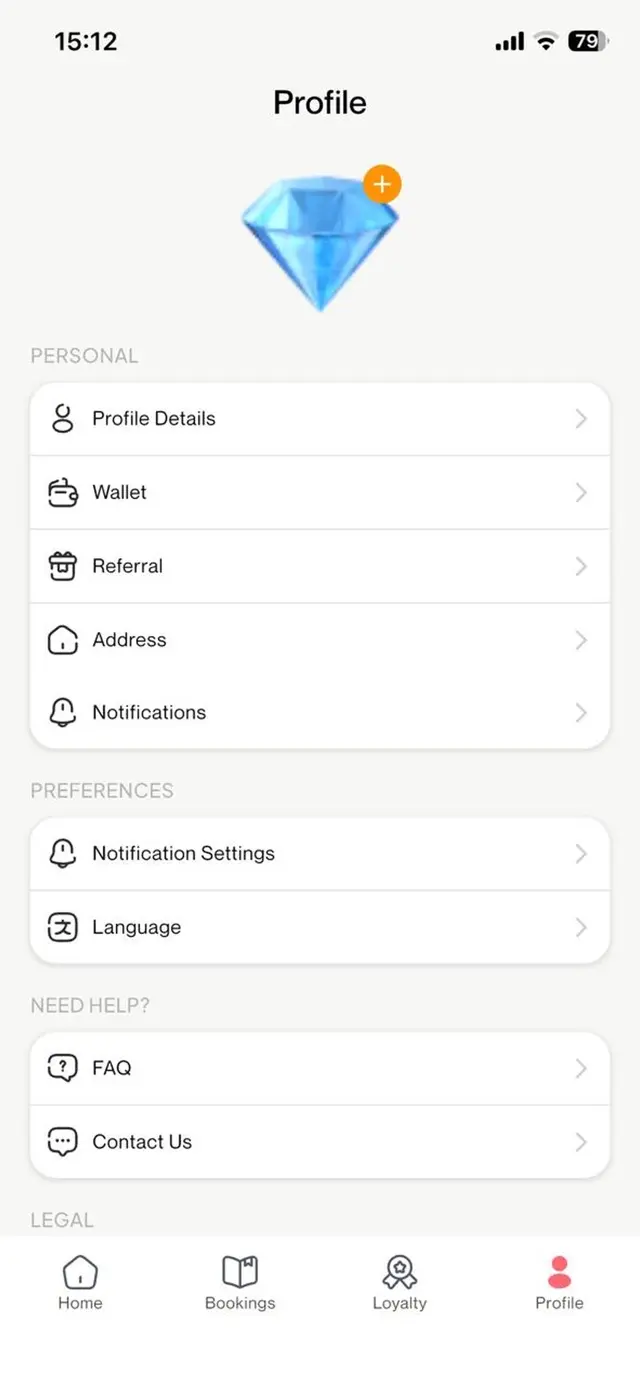 15:12
79
Profile
PERSONAL
Profile Details
Wallet
Referral
Address
Notifications
PREFERENCES
Notification Settings
Language
NEED HELP?
FAQ
Contact Us
LEGAL
Home
Bookings
Loyalty
Profile